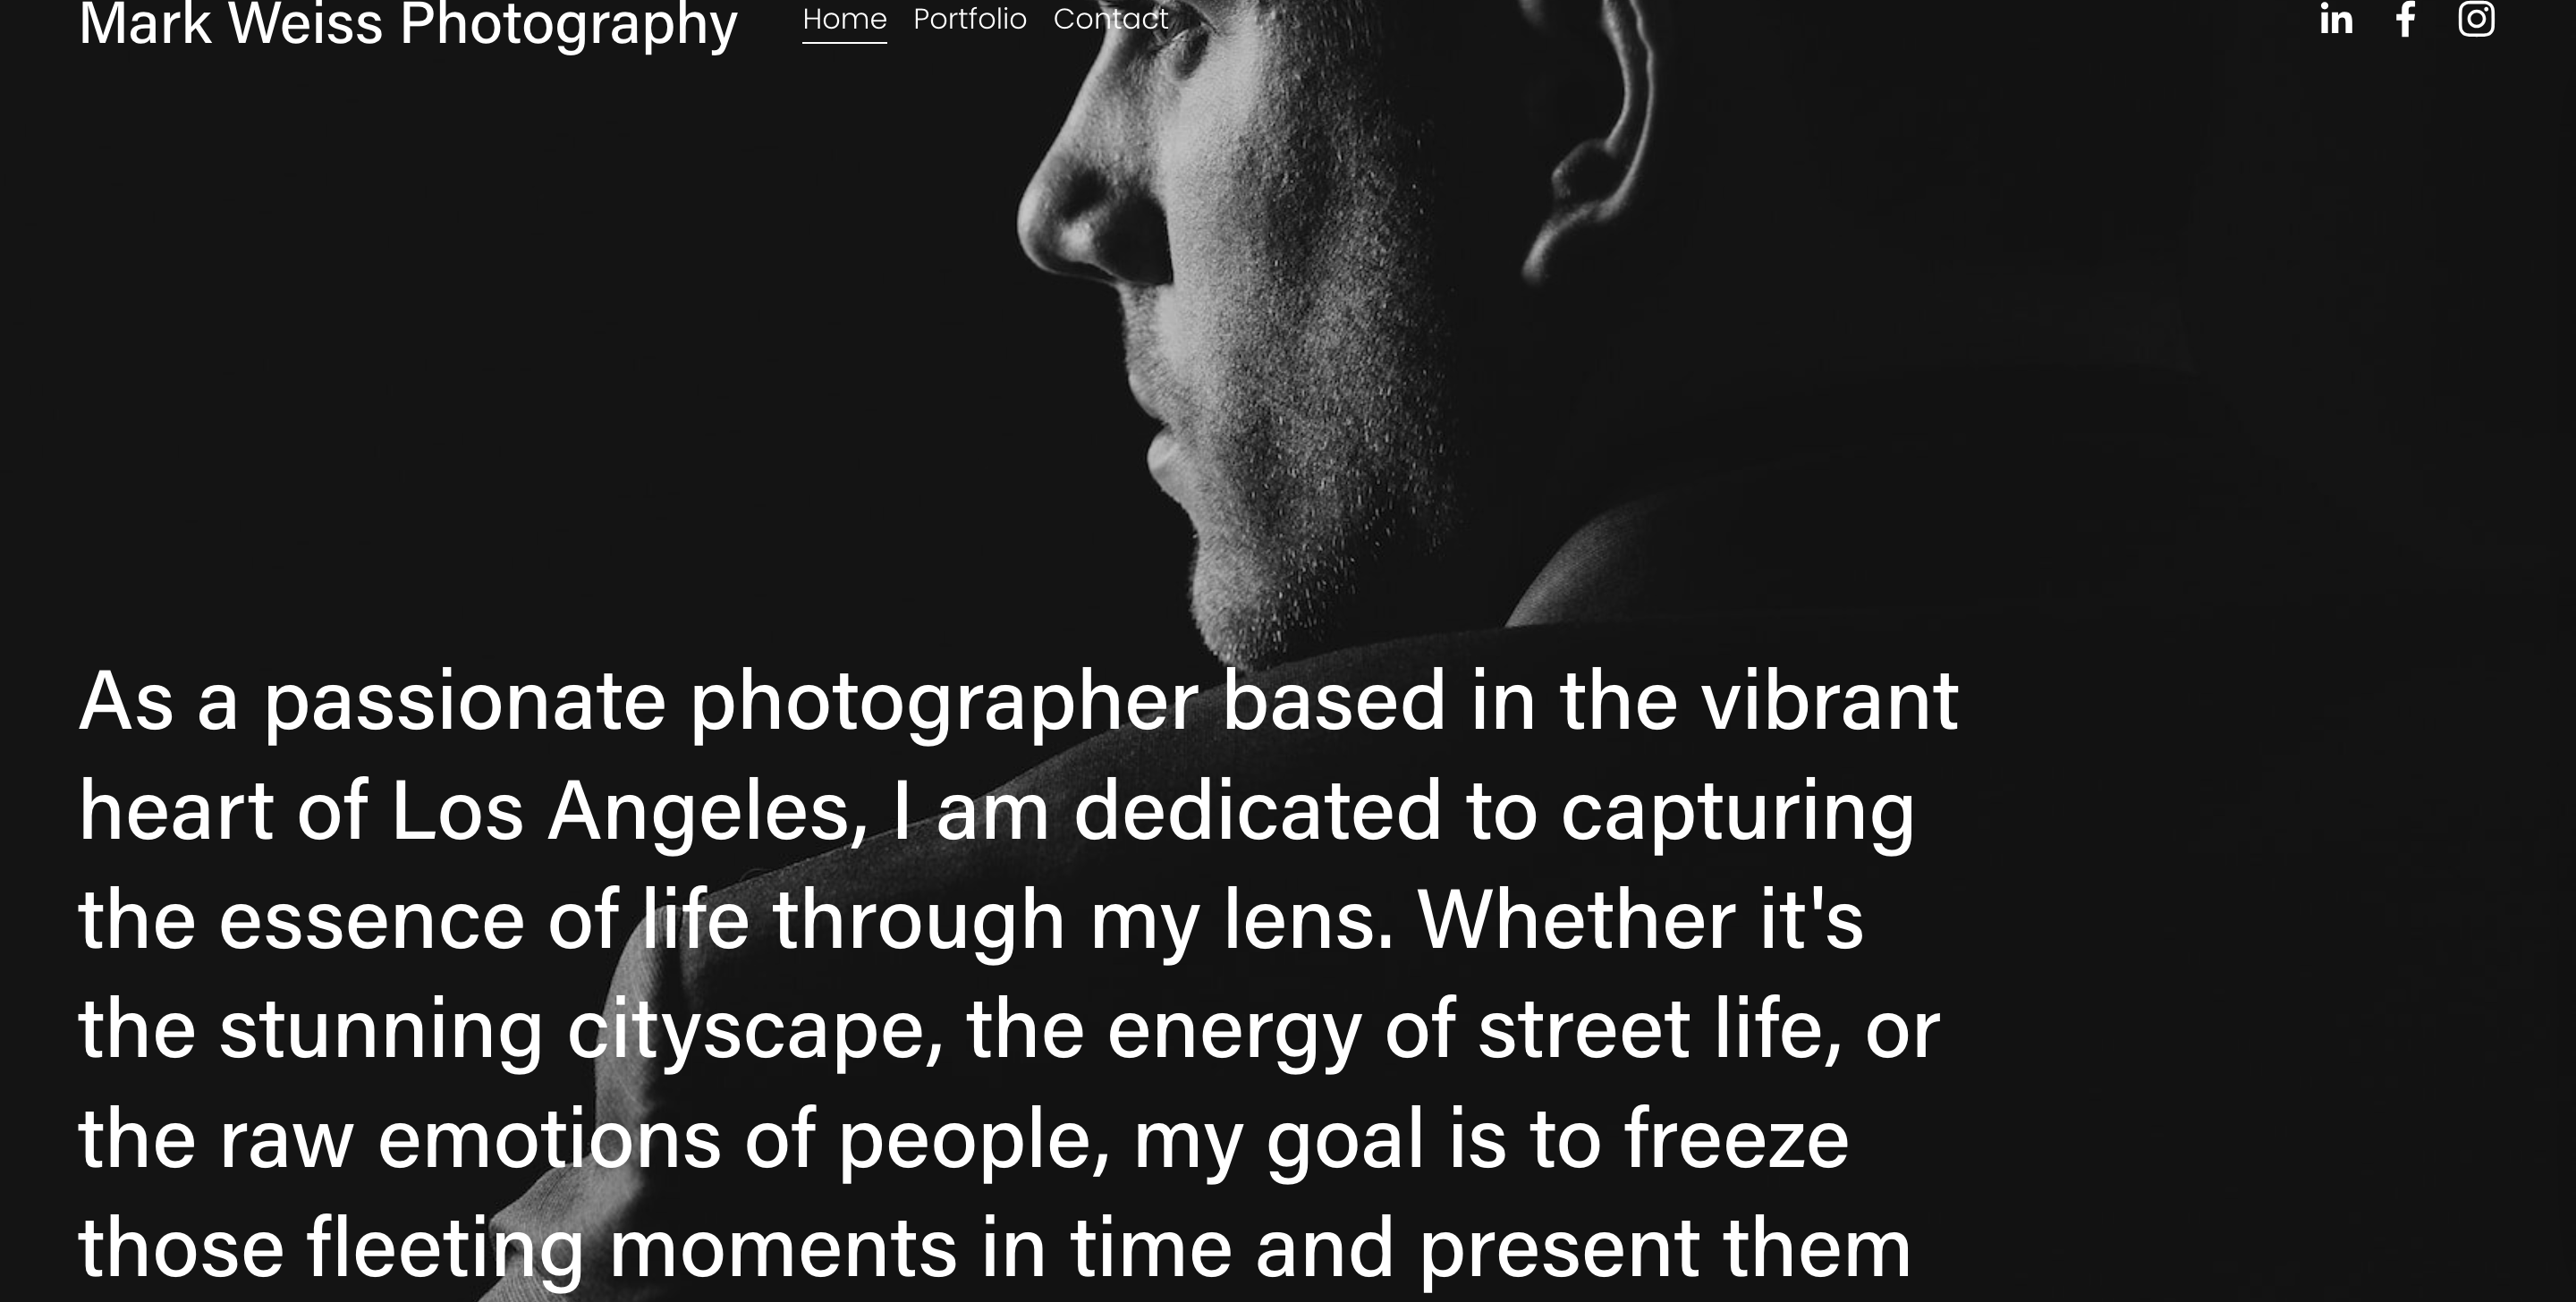 Mark Weiss Photography
Home Portfolio Contact
in f
As a passionate photographer based in the vibrant
heart of Los Angeles, I am dedicated to capturing
the essence of life through my lens. Whether it's
the stunning cityscape, the energy of street life, or
the raw emotions of people, my goal is to freeze
those fleeting moments in time and present them